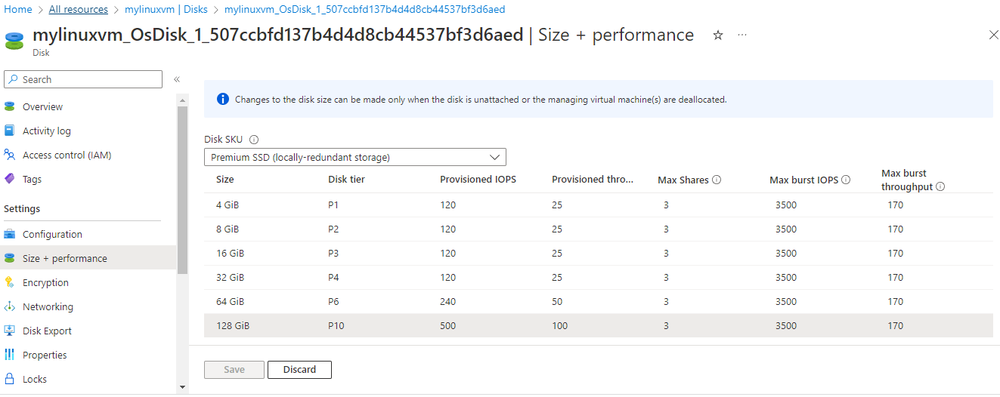 Home > All resources > mylinuxvm | Disks > mylinuxvm_OsDisk_1_507ccbfd137b4d4d8cb44537bf3d6aed
mylinuxvm_OsDisk_1_507ccbfd137b4d4d8cb44537bf3d6aed | Size + performance ☆ ···
Disk
Search «
Overview
Activity log
Access control (IAM)
Tags
Settings
Configuration
Size + performance
Encryption
Networking
Disk Export
Properties
Locks
Changes to the disk size can be made only when the disk is unattached or the managing virtual machine(s) are deallocated.
Disk SKU
Premium SSD (locally-redundant storage)
Size Disk tier Provisioned IOPS Provisioned thro... Max Shares Max burst IOPS Max burst throughput
4 GiB P1 120 25 3 3500 170
8 GiB P2 120 25 3 3500 170
16 GiB P3 120 25 3 3500 170
32 GiB P4 120 25 3 3500 170
64 GiB P6 240 50 3 3500 170
128 GiB P10 500 100 3 3500 170
Save Discard